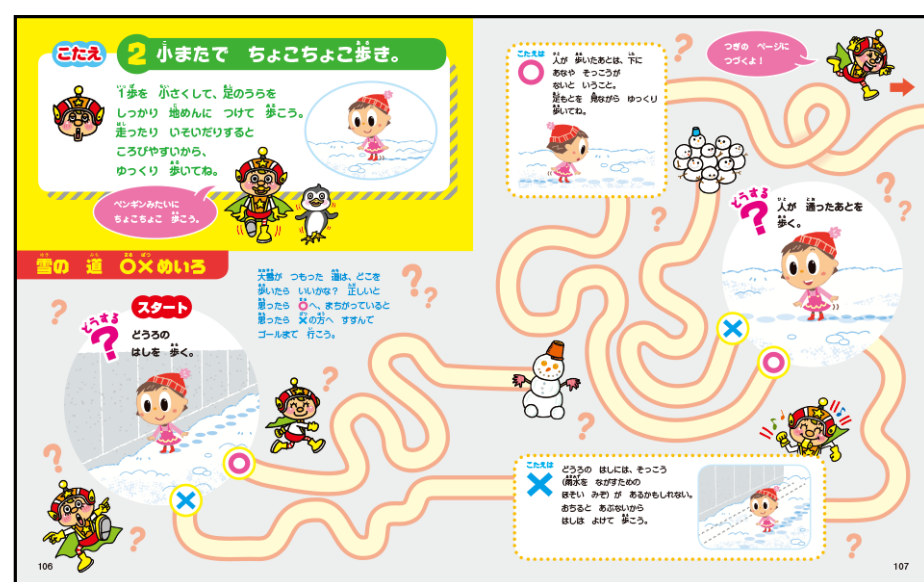 こたえ
2 小またで ちょこちょこ歩き。
1歩を 小さくして、足のうらを
しっかり 地めんに つけて 歩こう。
走ったり いそいだりすると
ころびやすいから、
ゆっくり 歩いてね。
ペンギンみたいに
ちょこちょこ 歩こう。
雪の 道 ○×めいろ
大雪が つもった 道は、どこを
歩いたら いいかな? 正しいと
思ったら ○へ、まちがっていると
思ったら ×の方へ すすんで
ゴールまで 行こう。
スタート
どうする
?
どうろの
はしを 歩く。
○
×
106
こたえは
○
人が 歩いたあとは、下に
あなや そっこうが
ないと いうこと。
足もとを 見ながら ゆっくり
歩いてね。
つぎの ページに
つづくよ!
どうする
?
人が 通ったあとを
歩く。
×
○
こたえは
×
どうろの はしには、そっこう
(雨水を ながすための
ほそい みぞ)が あるかもしれない。
おちると あぶないから
はしは よけて 歩こう。
107